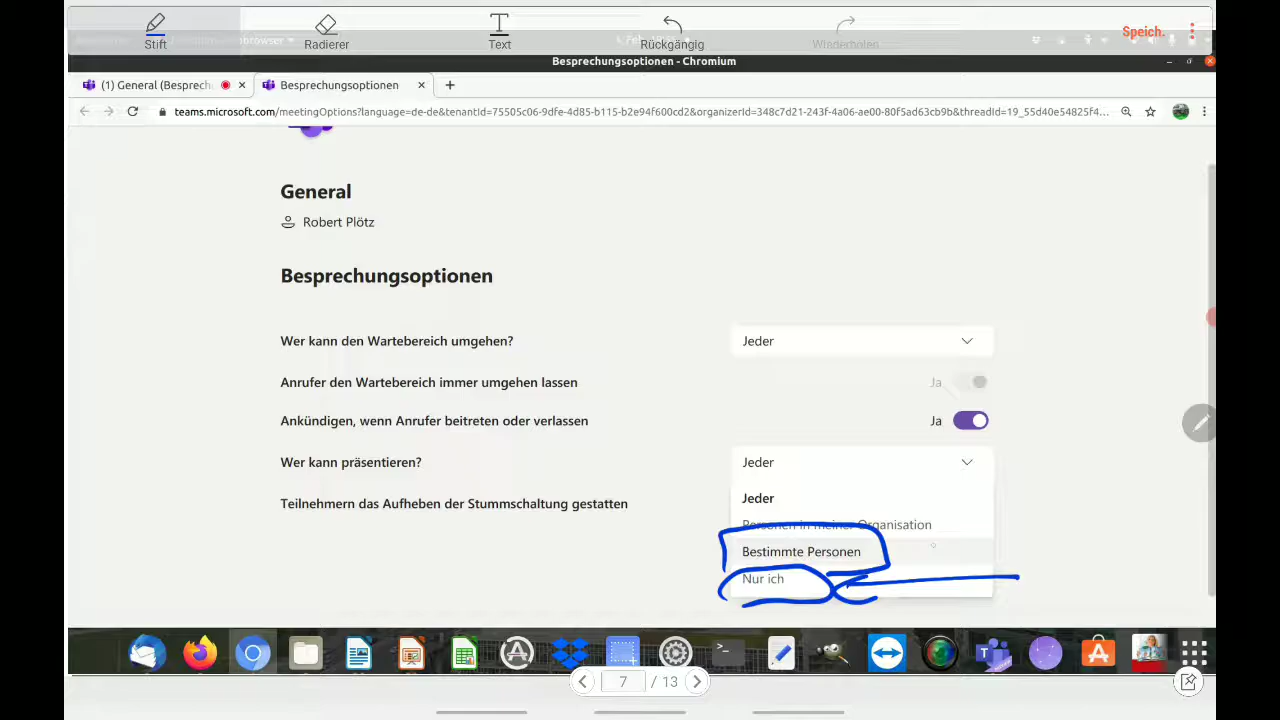 Stift
Radierer
Text
Rückgängig
Wiederholen
Speich.
Besprechungsoptionen - Chromium
(1) General (Besprech
Besprechungsoptionen
teams.microsoft.com/meetingOptions?language=de-de&tenantId=75505c06-9dfe-4d85-b115-b2e94f600cd2&organizerId=348c7d21-243f-4a06-ae00-80f5ad63cb9b&threadId=19_55d40e54825f4...
General
Robert Plötz
Besprechungsoptionen
Wer kann den Wartebereich umgehen?
Jeder
Anrufer den Wartebereich immer umgehen lassen
Ja
Ankündigen, wenn Anrufer beitreten oder verlassen
Ja
Wer kann präsentieren?
Jeder
Jeder
Teilnehmern das Aufheben der Stummschaltung gestatten
Personen in meiner Organisation
Bestimmte Personen
Nur ich
7 / 13